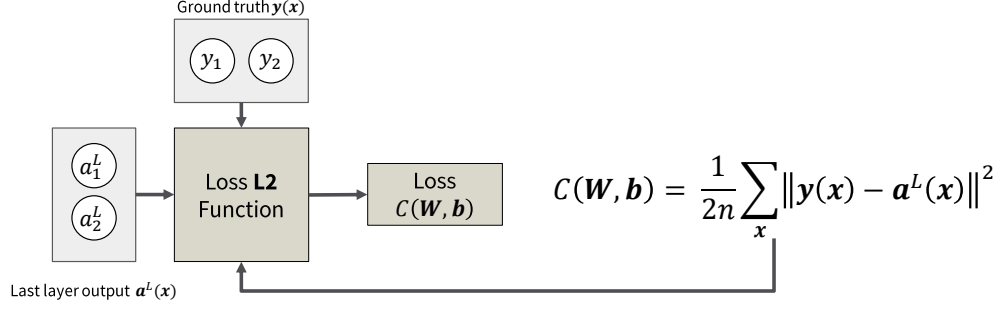 Ground truth y(x)
y₁ y₂
a₁ᴸ
a₂ᴸ
Loss L2
Function
Loss
C(W, b)
C(W, b) = 1/2n ∑ₓ ‖y(x) − aᴸ(x)‖²
Last layer output aᴸ(x)